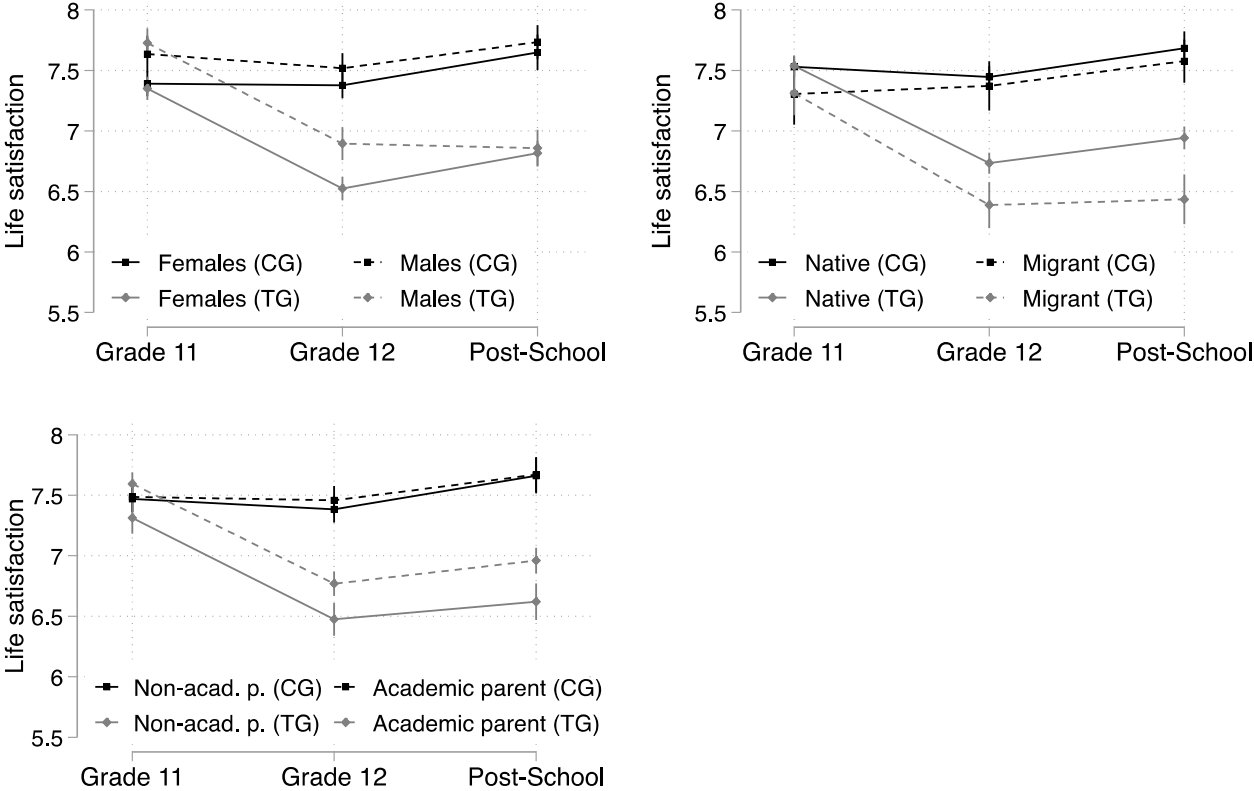 Life satisfaction
8
7.5
7
6.5
6
5.5
Females (CG) Males (CG)
Females (TG) Males (TG)
Grade 11 Grade 12 Post-School
Life satisfaction
8
7.5
7
6.5
6
5.5
Native (CG) Migrant (CG)
Native (TG) Migrant (TG)
Grade 11 Grade 12 Post-School
Life satisfaction
8
7.5
7
6.5
6
5.5
Non-acad. p. (CG) Academic parent (CG)
Non-acad. p. (TG) Academic parent (TG)
Grade 11 Grade 12 Post-School